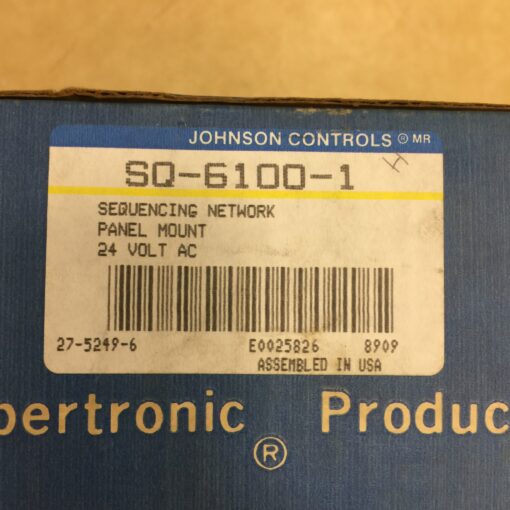 JOHNSON CONTROLS ® MR
H
SQ-6100-1
SEQUENCING NETWORK
PANEL MOUNT
24 VOLT AC
27-5249-6 E0025826 8909
ASSEMBLED IN USA
bertronic Produc
®